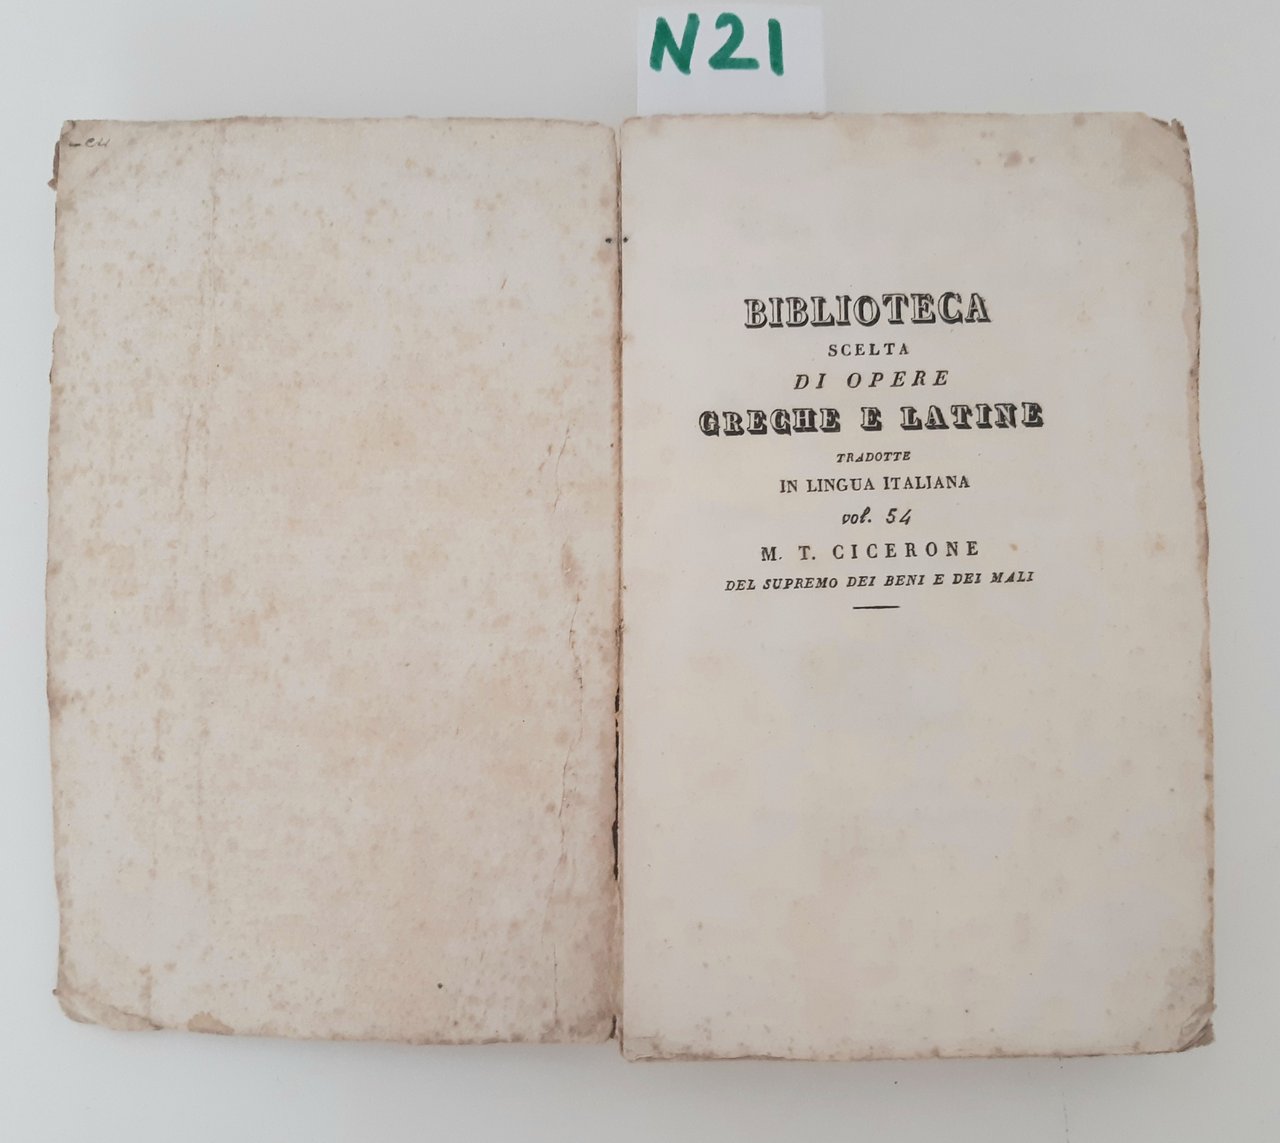 N21
BIBLIOTECA
SCELTA
DI OPERE
GRECHE E LATINE
TRADOTTE
IN LINGUA ITALIANA
vol. 54
M. T. CICERONE
DEL SUPREMO DEI BENI E DEI MALI